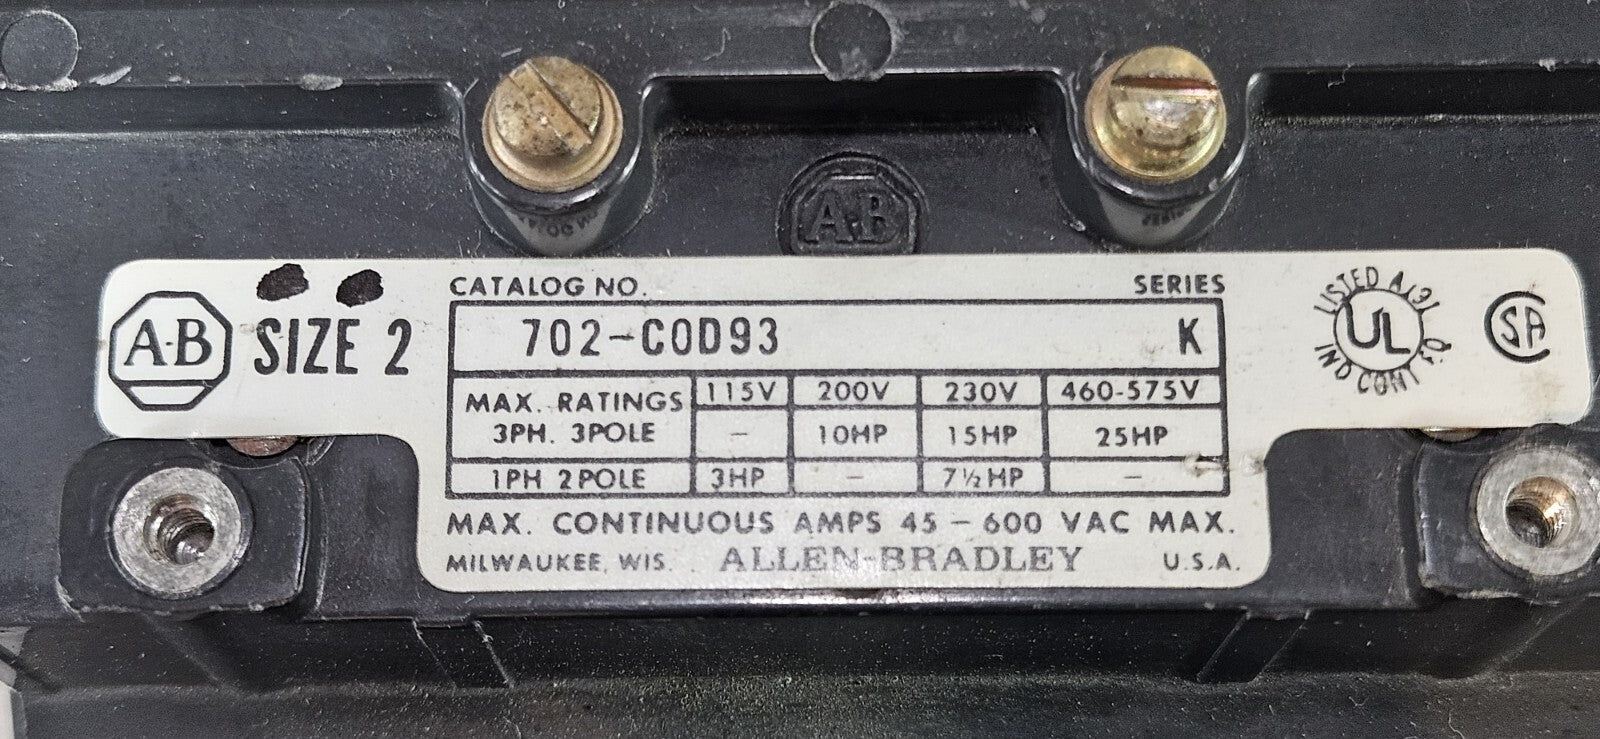 A-B
A-B SIZE 2
CATALOG NO. SERIES
702-COD93 K
MAX. RATINGS 115V 200V 230V 460-575V
3PH. 3POLE – 10HP 15HP 25HP
1PH 2POLE 3HP – 7½HP –
MAX. CONTINUOUS AMPS 45 – 600 VAC MAX.
MILWAUKEE, WIS. ALLEN-BRADLEY U.S.A.
LISTED
UL
IND CONT EQ
SA